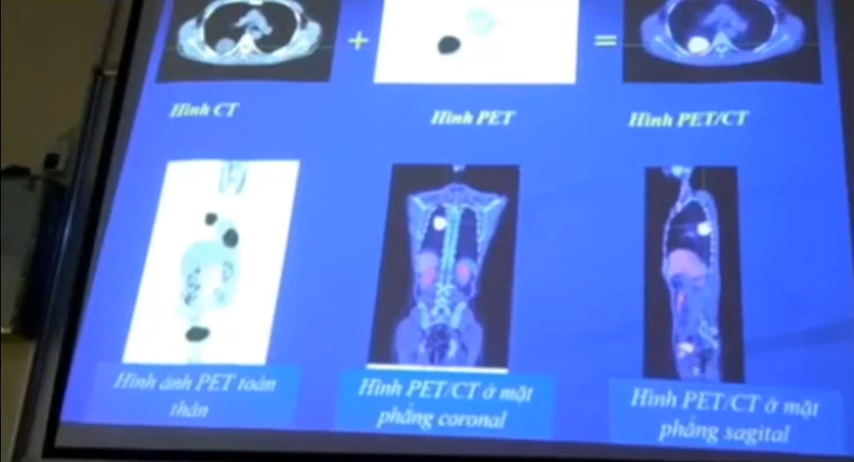 + =
Hình CT Hình PET Hình PET/CT
Hình ảnh PET toàn
thân
Hình PET/CT ở mặt
phẳng coronal
Hình PET/CT ở mặt
phẳng sagital